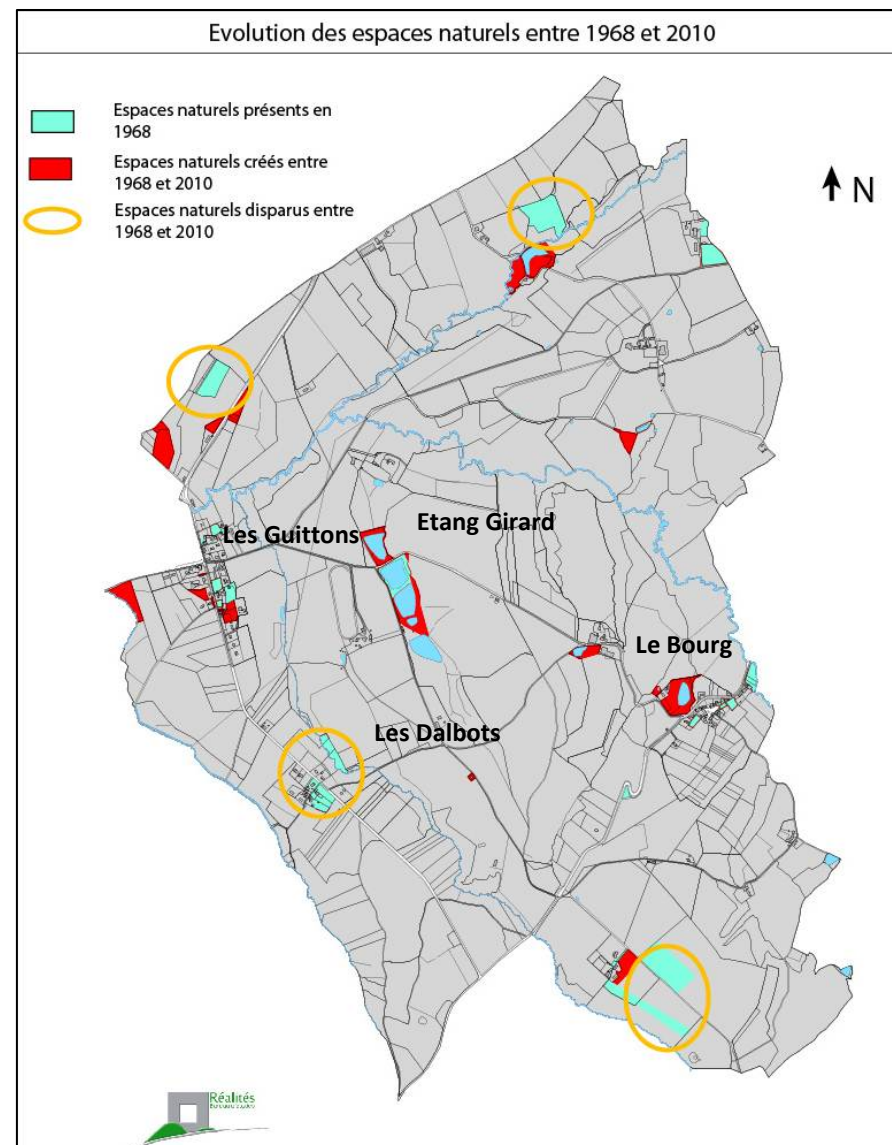 Evolution des espaces naturels entre 1968 et 2010
Espaces naturels présents en
1968
Espaces naturels créés entre
1968 et 2010
Espaces naturels disparus entre
1968 et 2010
N
Les Guittons
Etang Girard
Le Bourg
Les Dalbots
Réalités